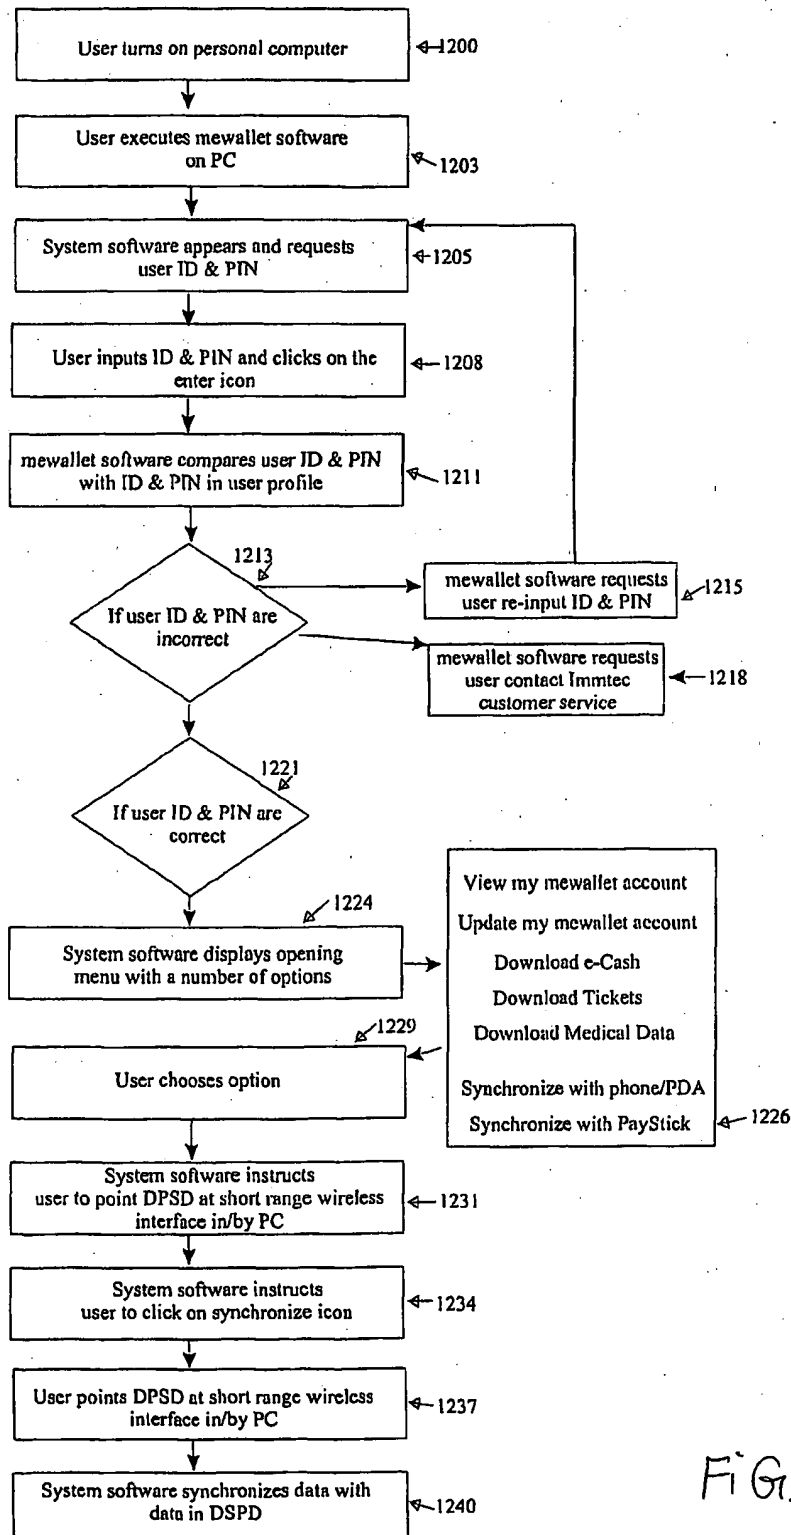 User turns on personal computer
1200
User executes mewallet software
on PC
1203
System software appears and requests
user ID & PIN
1205
User inputs ID & PIN and clicks on the
enter icon
1208
mewallet software compares user ID & PIN
with ID & PIN in user profile
1211
1213
If user ID & PIN are
incorrect
mewallet software requests
user re-input ID & PIN
1215
mewallet software requests
user contact Immtec
customer service
1218
1221
If user ID & PIN are
correct
1224
System software displays opening
menu with a number of options
View my mewallet account
Update my mewallet account
Download e-Cash
Download Tickets
Download Medical Data
Synchronize with phone/PDA
Synchronize with PayStick
1226
1229
User chooses option
System software instructs
user to point DPSD at short range wireless
interface in/by PC
1231
System software instructs
user to click on synchronize icon
1234
User points DPSD at short range wireless
interface in/by PC
1237
System software synchronizes data with
data in DSPD
1240
FiG.